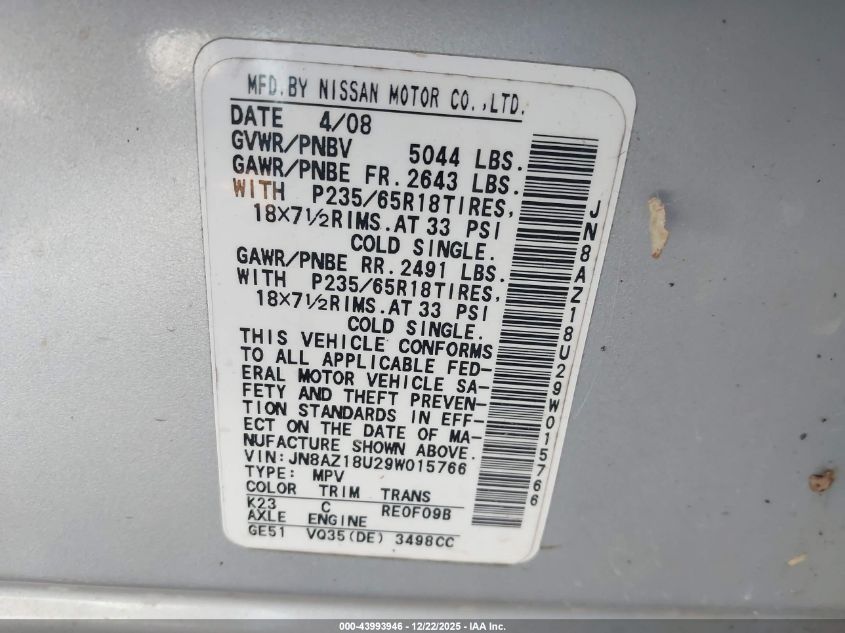 MFD.BY NISSAN MOTOR CO.,LTD.
DATE 4/08
GVWR/PNBV 5044 LBS.
GAWR/PNBE FR.2643 LBS.
WITH P235/65R18TIRES,
18X7½RIMS.AT 33 PSI
COLD SINGLE.
GAWR/PNBE RR.2491 LBS.
WITH P235/65R18TIRES,
18X7½RIMS.AT 33 PSI
COLD SINGLE.
THIS VEHICLE CONFORMS
TO ALL APPLICABLE FED-
ERAL MOTOR VEHICLE SA-
FETY AND THEFT PREVEN-
TION STANDARDS IN EFF-
ECT ON THE DATE OF MA-
NUFACTURE SHOWN ABOVE.
VIN:JN8AZ18U29W015766
TYPE: MPV
COLOR TRIM TRANS
K23 C RE0F09B
AXLE ENGINE
GE51 VQ35(DE) 3498CC
JN8AZ18U29W015766
000-43993946 - 12/22/2025 - IAA Inc.